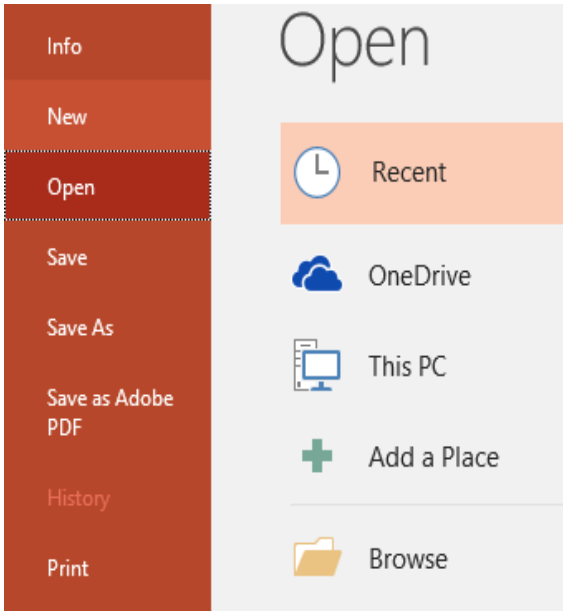 Info
New
Open
Save
Save As
Save as Adobe
PDF
History
Print
Open
Recent
OneDrive
This PC
Add a Place
Browse